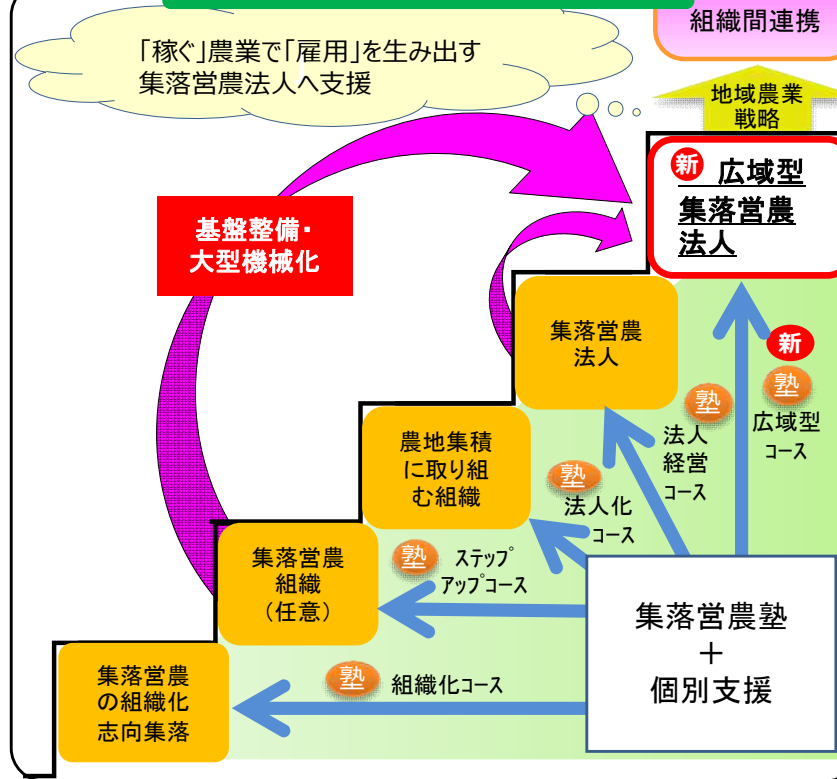 組織間連携
「稼ぐ」農業で「雇用」を生み出す
集落営農法人へ支援
地域農業
戦略
新 広域型
集落営農
法人
基盤整備・
大型機械化
集落営農
法人
新
塾
広域型
コース
塾
法人
経営
コース
農地集積
に取り組
む組織
塾
法人化
コース
集落営農
組織
(任意)
塾 ステップ
アップコース
集落営農塾
＋
個別支援
集落営農
の組織化
志向集落
塾 組織化コース